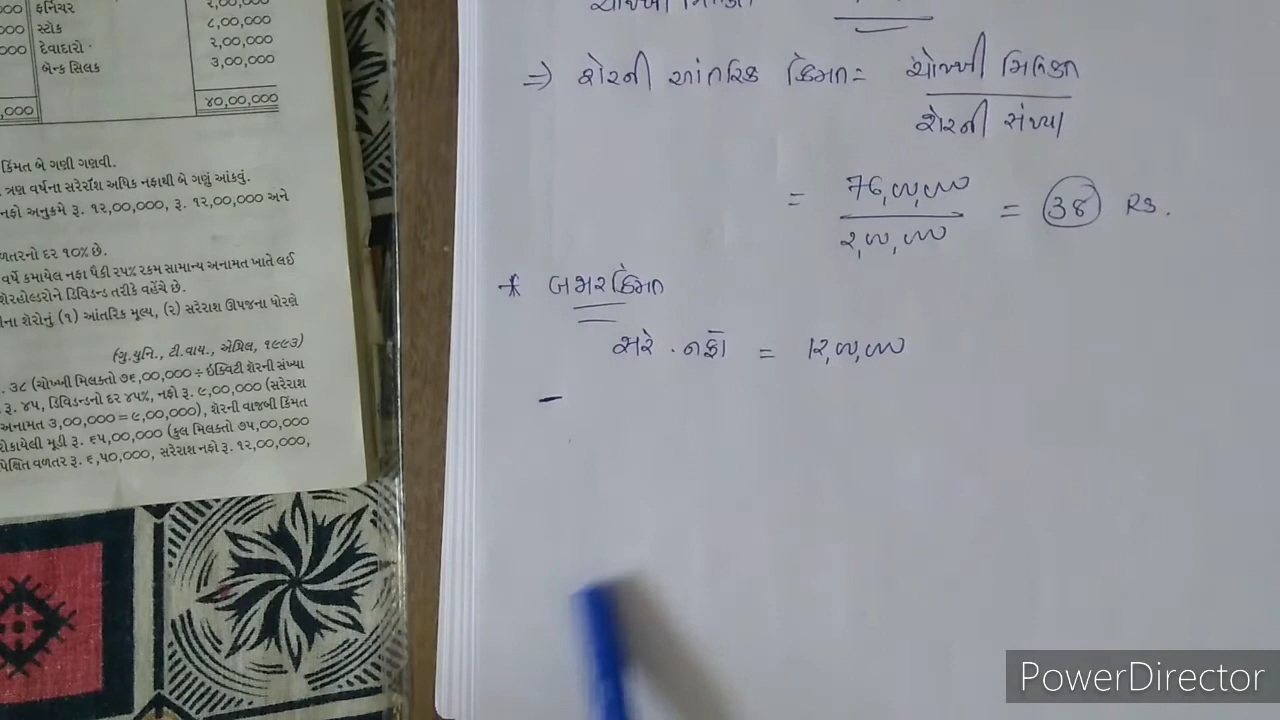 ફર્નિચર
સ્ટોક ૮,૦૦,૦૦૦
દેવાદારો ૨,૦૦,૦૦૦
બેન્ક સિલક ૩,૦૦,૦૦૦
,૦૦૦ ૪૦,૦૦,૦૦૦
કિંમત બે ગણી ગણવી.
ત્રણ વર્ષના સરેરાશ અધિક નફાથી બે ગણું આંકવું.
નફો અનુક્રમે રૂ. ૧૨,૦૦,૦૦૦, રૂ. ૧૨,૦૦,૦૦૦ અને
ળતરનો દર ૧૦% છે.
વર્ષે કમાયેલ નફા પૈકી ૨૫% રકમ સામાન્ય અનામત ખાતે લઈ
શેરહોલ્ડરોને ડિવિડન્ડ તરીકે વહેંચે છે.
ના શેરોનું (૧) આંતરિક મૂલ્ય, (૨) સરેરાશ ઊપજના ધોરણે
(ગુ.યુનિ., ટી.વાય., એપ્રિલ, ૧૯૯૩)
. ૩૮ (ચોખ્ખી મિલકતો ૭૬,૦૦,૦૦૦ ÷ ઇક્વિટી શેરની સંખ્યા
રૂ. ૪૫, ડિવિડન્ડનો દર ૪૫%, નફો રૂ. ૯,૦૦,૦૦૦ (સરેરાશ
અનામત ૩,૦૦,૦૦૦ = ૯,૦૦,૦૦૦), શેરની વાજબી કિંમત
રોકાયેલી મૂડી રૂ. ૬૫,૦૦,૦૦૦ (કુલ મિલકતો ૭૫,૦૦,૦૦૦
પેક્ષિત વળતર રૂ. ૬,૫૦,૦૦૦, સરેરાશ નફો રૂ. ૧૨,૦૦,૦૦૦,
⇒ શેરની આંતરિક કિંમત = ચોખ્ખી મિલકત
શેરની સંખ્યા
= 76,00,000 = 38 RS.
૨,00,000
* બજારકિંમત
સરે. નફો = 12,00,000
PowerDirector